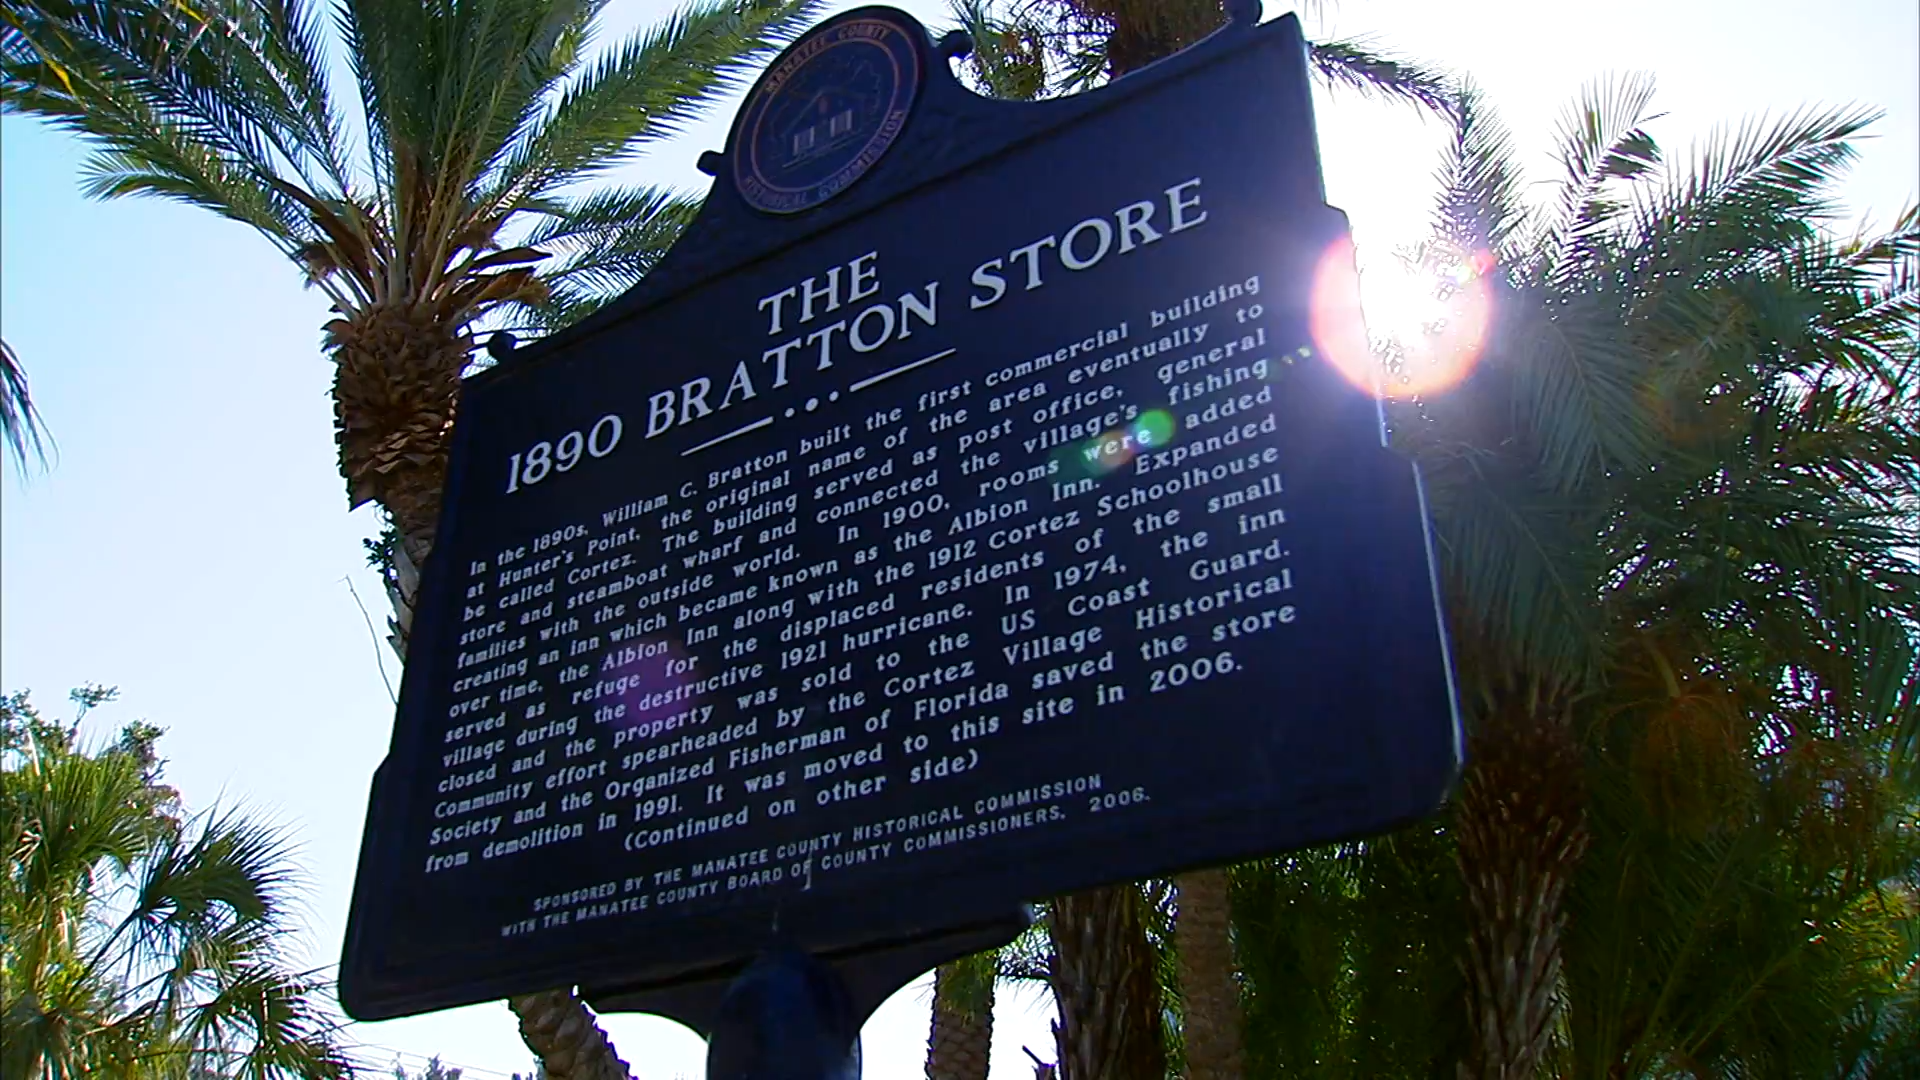 MANATEE COUNTY
HISTORICAL COMMISSION
THE
1890 BRATTON STORE
In the 1890s, William C. Bratton built the first commercial building
at Hunter's Point, the original name of the area eventually to
be called Cortez. The building served as post office, general
store and steamboat wharf and connected the village's fishing
families with the outside world. In 1900, rooms were added
creating an inn which became known as the Albion Inn. Expanded
over time, the Albion Inn along with the 1912 Cortez Schoolhouse
served as refuge for the displaced residents of the small
village during the destructive 1921 hurricane. In 1974, the inn
closed and the property was sold to the US Coast Guard.
Community effort spearheaded by the Cortez Village Historical
Society and the Organized Fisherman of Florida saved the store
from demolition in 1991. It was moved to this site in 2006.
(Continued on other side)
SPONSORED BY THE MANATEE COUNTY HISTORICAL COMMISSION
WITH THE MANATEE COUNTY BOARD OF COUNTY COMMISSIONERS, 2006.